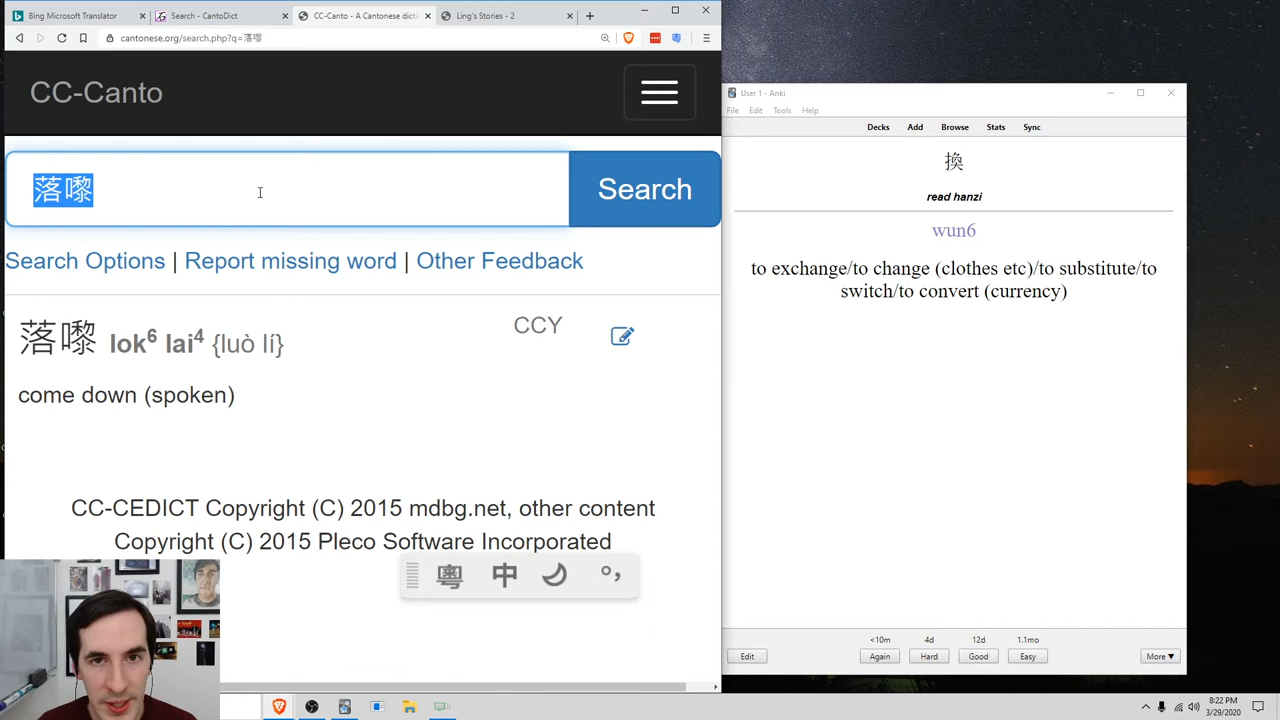 Bing Microsoft Translator
Search - CantoDict
CC-Canto - A Cantonese dicti
Ling's Stories - 2
cantonese.org/search.php?q=落嚟
CC-Canto
落嚟
Search
Search Options | Report missing word | Other Feedback
落嚟 lok6 lai4 {luò lí}
CCY
come down (spoken)
CC-CEDICT Copyright (C) 2015 mdbg.net, other content
Copyright (C) 2015 Pleco Software Incorporated
粤 中
User 1 - Anki
File Edit Tools Help
Decks Add Browse Stats Sync
換
read hanzi
wun6
to exchange/to change (clothes etc)/to substitute/to
switch/to convert (currency)
<10m 4d 12d 1.1mo
Edit Again Hard Good Easy More ▼
8:22 PM
3/29/2020